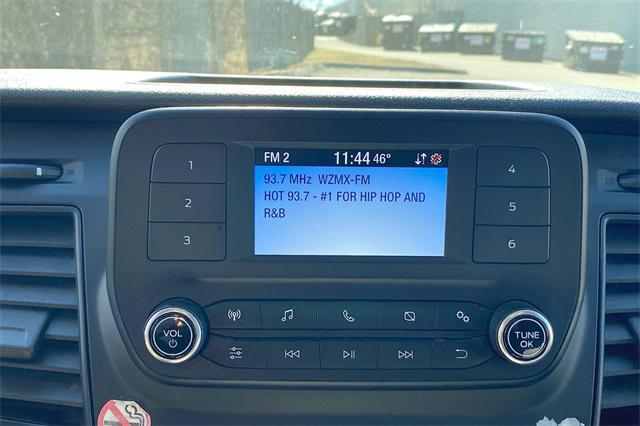 FM 2 11:44 46°
93.7 MHz WZMX-FM
HOT 93.7 - #1 FOR HIP HOP AND
R&B
1
2
3
4
5
6
VOL
TUNE
OK